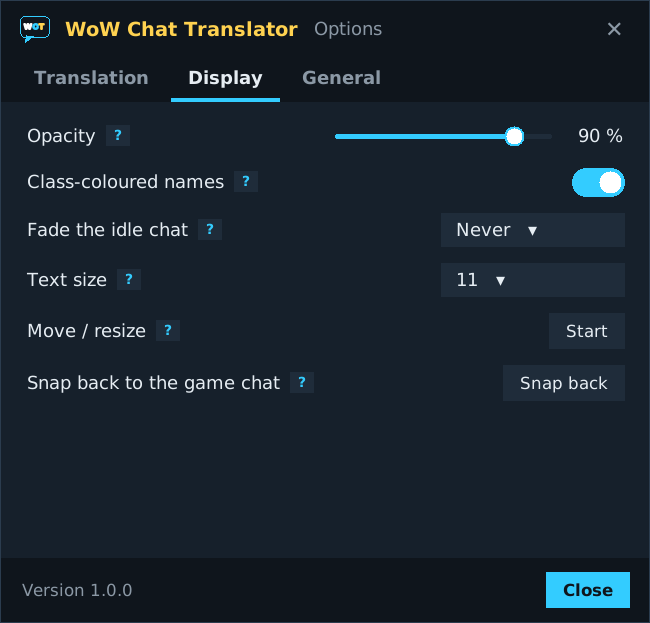 WOT WoW Chat Translator Options ✕
Translation Display General
Opacity ? 90 %
Class-coloured names ?
Fade the idle chat ? Never ▼
Text size ? 11 ▼
Move / resize ? Start
Snap back to the game chat ? Snap back
Version 1.0.0 Close